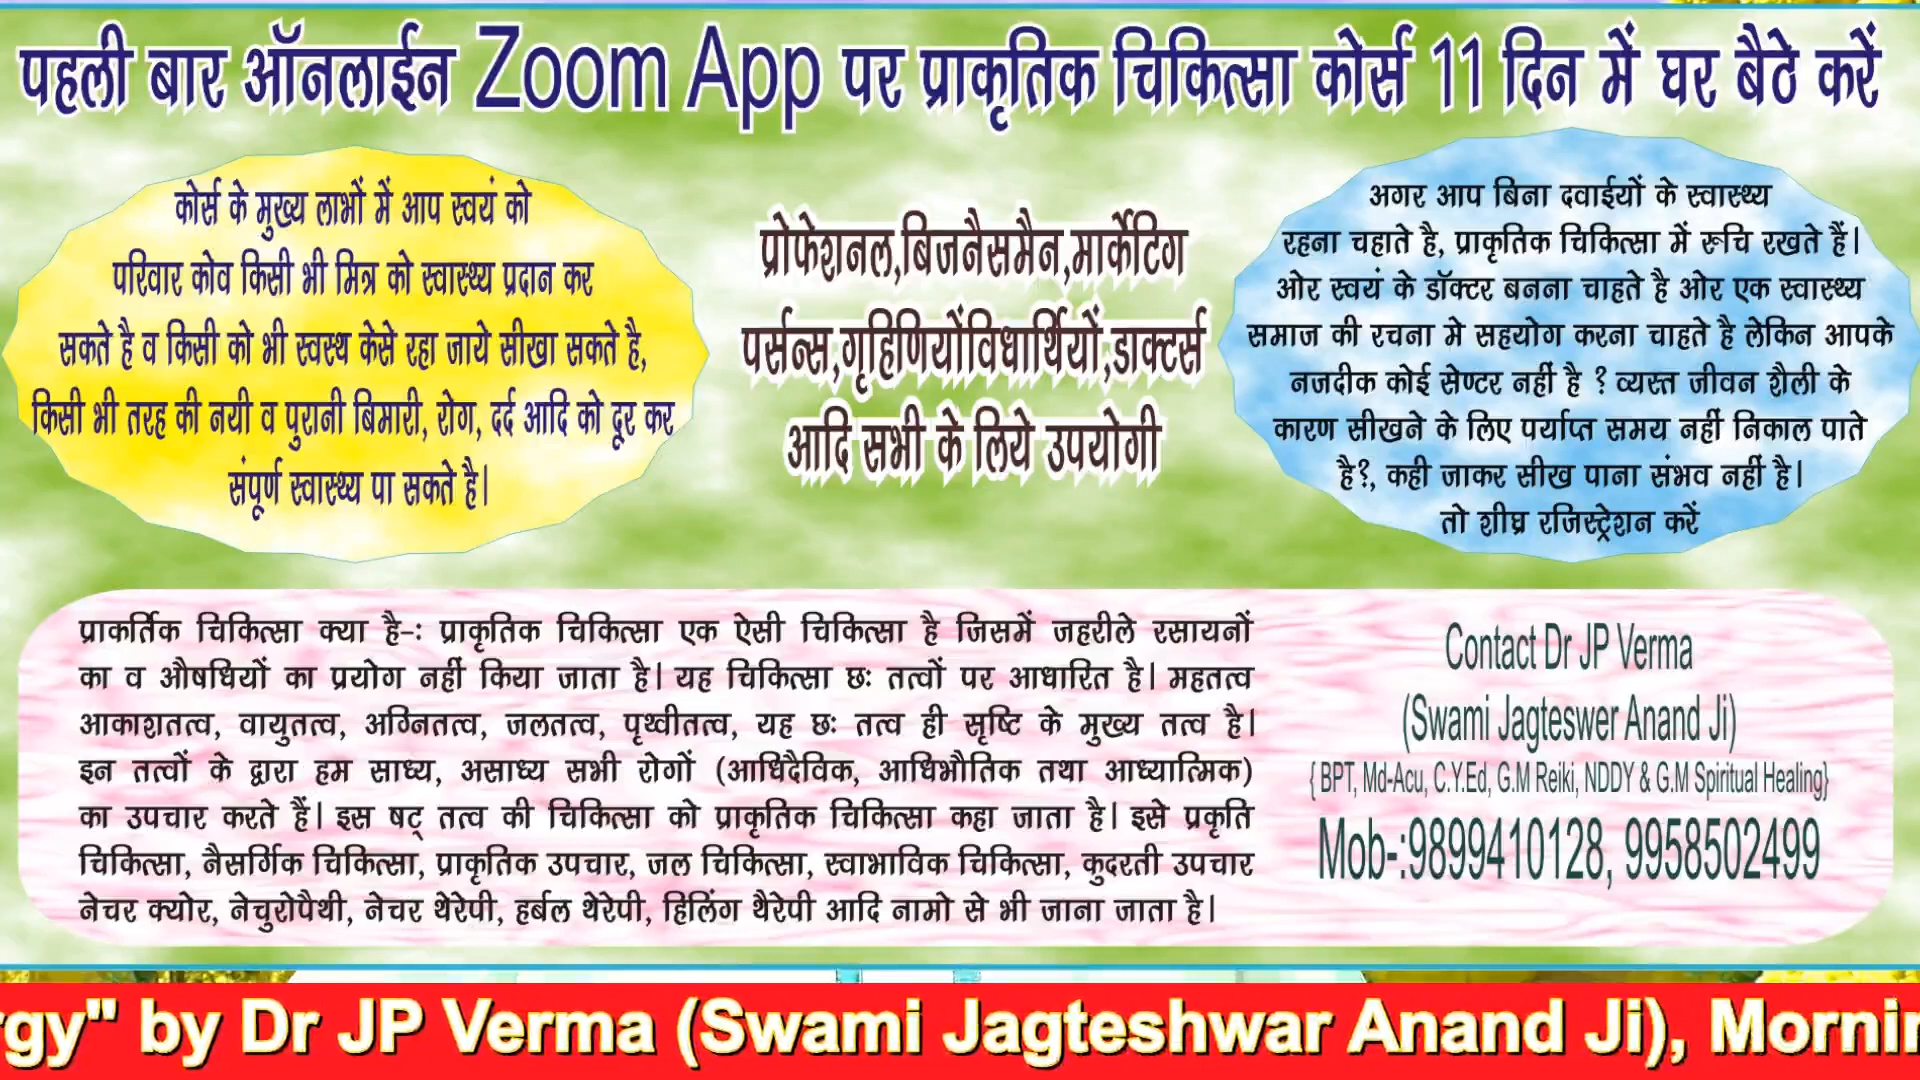 पहली बार ऑनलाईन Zoom App पर प्राकृतिक चिकित्सा कोर्स 11 दिन में घर बैठे करें
कोर्स के मुख्य लाभों में आप स्वयं को
परिवार कोव किसी भी मित्र को स्वास्थ्य प्रदान कर
सकते है व किसी को भी स्वस्थ केसे रहा जाये सीखा सकते है,
किसी भी तरह की नयी व पुरानी बिमारी, रोग, दर्द आदि को दूर कर
संपूर्ण स्वास्थ्य पा सकते है।
प्रोफेशनल,बिजनैसमैन,मार्केटिग
पर्सन्स,गृहिणियोंविधार्थियों,डाक्टर्स
आदि सभी के लिये उपयोगी
अगर आप बिना दवाईयों के स्वास्थ्य
रहना चहाते है, प्राकृतिक चिकित्सा में रूचि रखते हैं।
ओर स्वयं के डॉक्टर बनना चाहते है ओर एक स्वास्थ्य
समाज की रचना मे सहयोग करना चाहते है लेकिन आपके
नजदीक कोई सेण्टर नहीं है ? व्यस्त जीवन शैली के
कारण सीखने के लिए पर्याप्त समय नहीं निकाल पाते
है?, कही जाकर सीख पाना संभव नहीं है।
तो शीघ्र रजिस्ट्रेशन करें
प्राकर्तिक चिकित्सा क्या है-: प्राकृतिक चिकित्सा एक ऐसी चिकित्सा है जिसमें जहरीले रसायनों
का व औषधियों का प्रयोग नहीं किया जाता है। यह चिकित्सा छः तत्वों पर आधारित है। महतत्व
आकाशतत्व, वायुतत्व, अग्नितत्व, जलतत्व, पृथ्वीतत्व, यह छः तत्व ही सृष्टि के मुख्य तत्व है।
इन तत्वों के द्वारा हम साध्य, असाध्य सभी रोगों (आधिदैविक, आधिभौतिक तथा आध्यात्मिक)
का उपचार करते हैं। इस षट् तत्व की चिकित्सा को प्राकृतिक चिकित्सा कहा जाता है। इसे प्रकृति
चिकित्सा, नैसर्गिक चिकित्सा, प्राकृतिक उपचार, जल चिकित्सा, स्वाभाविक चिकित्सा, कुदरती उपचार
नेचर क्योर, नेचुरोपैथी, नेचर थेरेपी, हर्बल थेरेपी, हिलिंग थैरेपी आदि नामो से भी जाना जाता है।
Contact Dr JP Verma
(Swami Jagteswer Anand Ji)
{ BPT, Md-Acu, C.Y.Ed, G.M Reiki, NDDY & G.M Spiritual Healing}
Mob-:9899410128, 9958502499
rgy" by Dr JP Verma (Swami Jagteshwar Anand Ji), Mornin